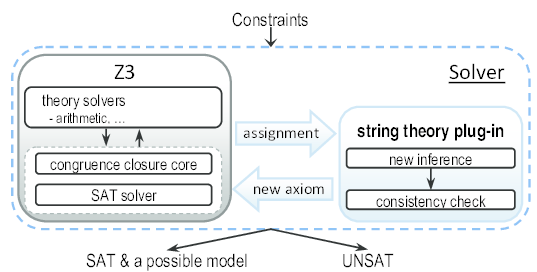 Constraints
Z3
Solver
theory solvers
- arithmetic, …
assignment
string theory plug-in
congruence closure core
new inference
SAT solver
new axiom
consistency check
SAT & a possible model
UNSAT